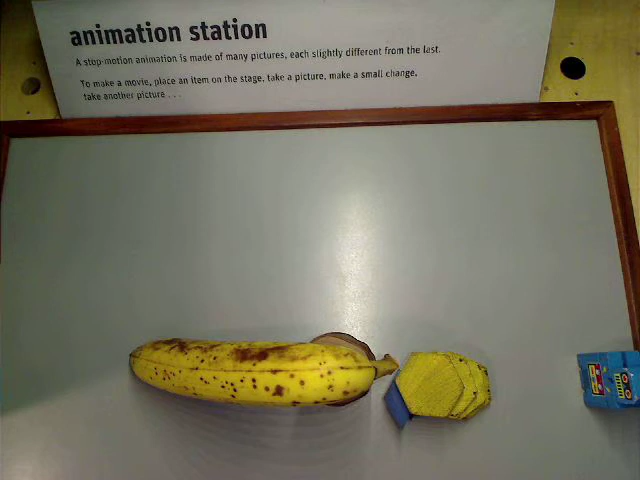 animation station
A stop-motion animation is made of many pictures, each slightly different from the last.
To make a movie, place an item on the stage, take a picture, make a small change,
take another picture . . .